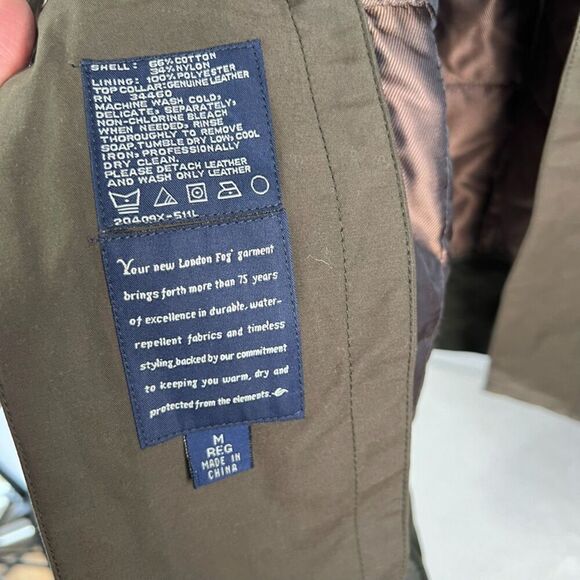 SHELL: 66% COTTON
34% NYLON
LINING: 100% POLYESTER
TOP COLLAR: GENUINE LEATHER
RN 34460
MACHINE WASH COLD,
DELICATE, SEPARATELY,
NON-CHLORINE BLEACH
WHEN NEEDED, RINSE
THOROUGHLY TO REMOVE
SOAP. TUMBLE DRY LOW, COOL
IRON, PROFESSIONALLY
DRY CLEAN.
PLEASE DETACH LEATHER
AND WASH ONLY LEATHER
20409X-511L
Your new London Fog® garment
brings forth more than 75 years
of excellence in durable, water-
repellent fabrics and timeless
styling, backed by our commitment
to keeping you warm, dry and
protected from the elements.
M
REG
MADE IN
CHINA